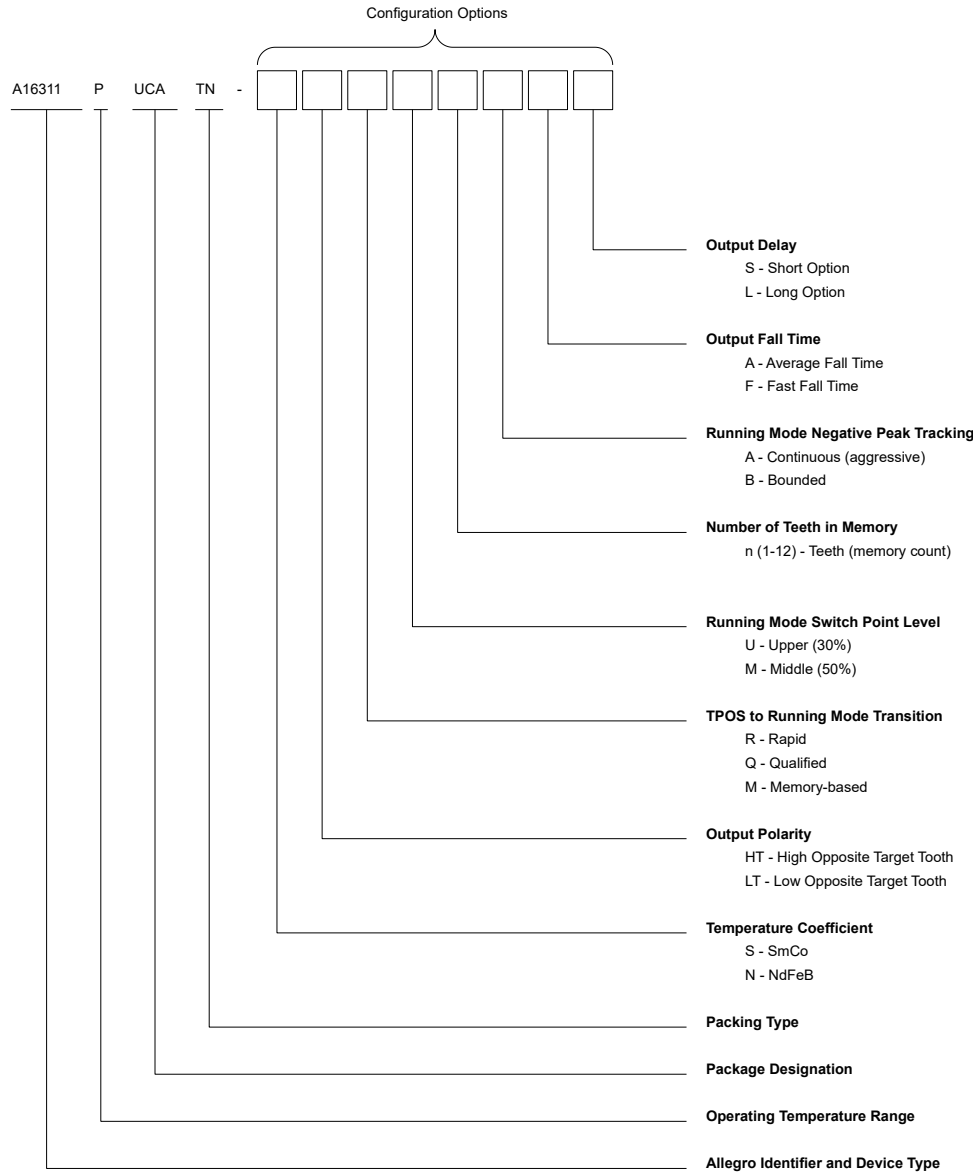 Configuration Options
A16311 P UCA TN -
Output Delay
S - Short Option
L - Long Option
Output Fall Time
A - Average Fall Time
F - Fast Fall Time
Running Mode Negative Peak Tracking
A - Continuous (aggressive)
B - Bounded
Number of Teeth in Memory
n (1-12) - Teeth (memory count)
Running Mode Switch Point Level
U - Upper (30%)
M - Middle (50%)
TPOS to Running Mode Transition
R - Rapid
Q - Qualified
M - Memory-based
Output Polarity
HT - High Opposite Target Tooth
LT - Low Opposite Target Tooth
Temperature Coefficient
S - SmCo
N - NdFeB
Packing Type
Package Designation
Operating Temperature Range
Allegro Identifier and Device Type